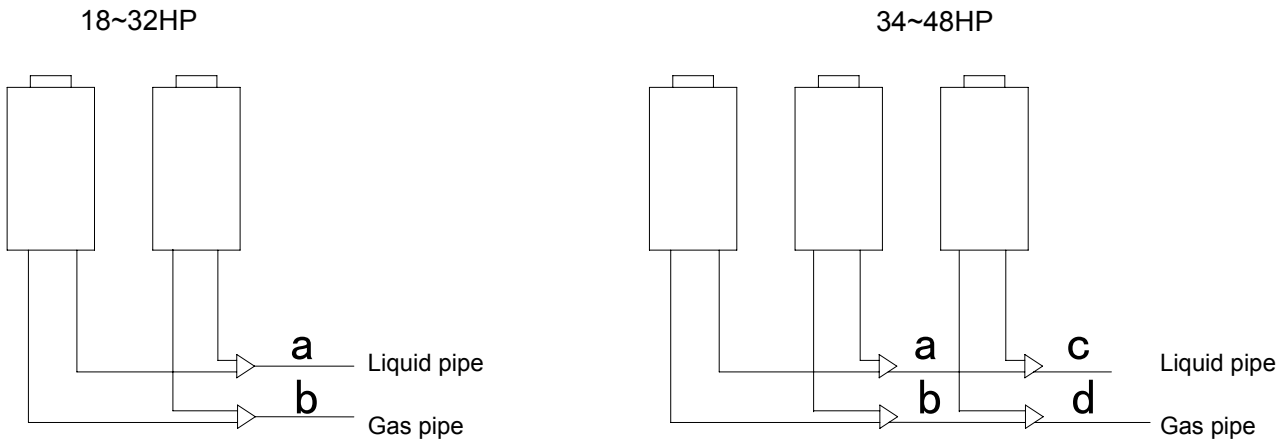 18~32HP
34~48HP
a
Liquid pipe
b
Gas pipe
a
c
Liquid pipe
b
d
Gas pipe